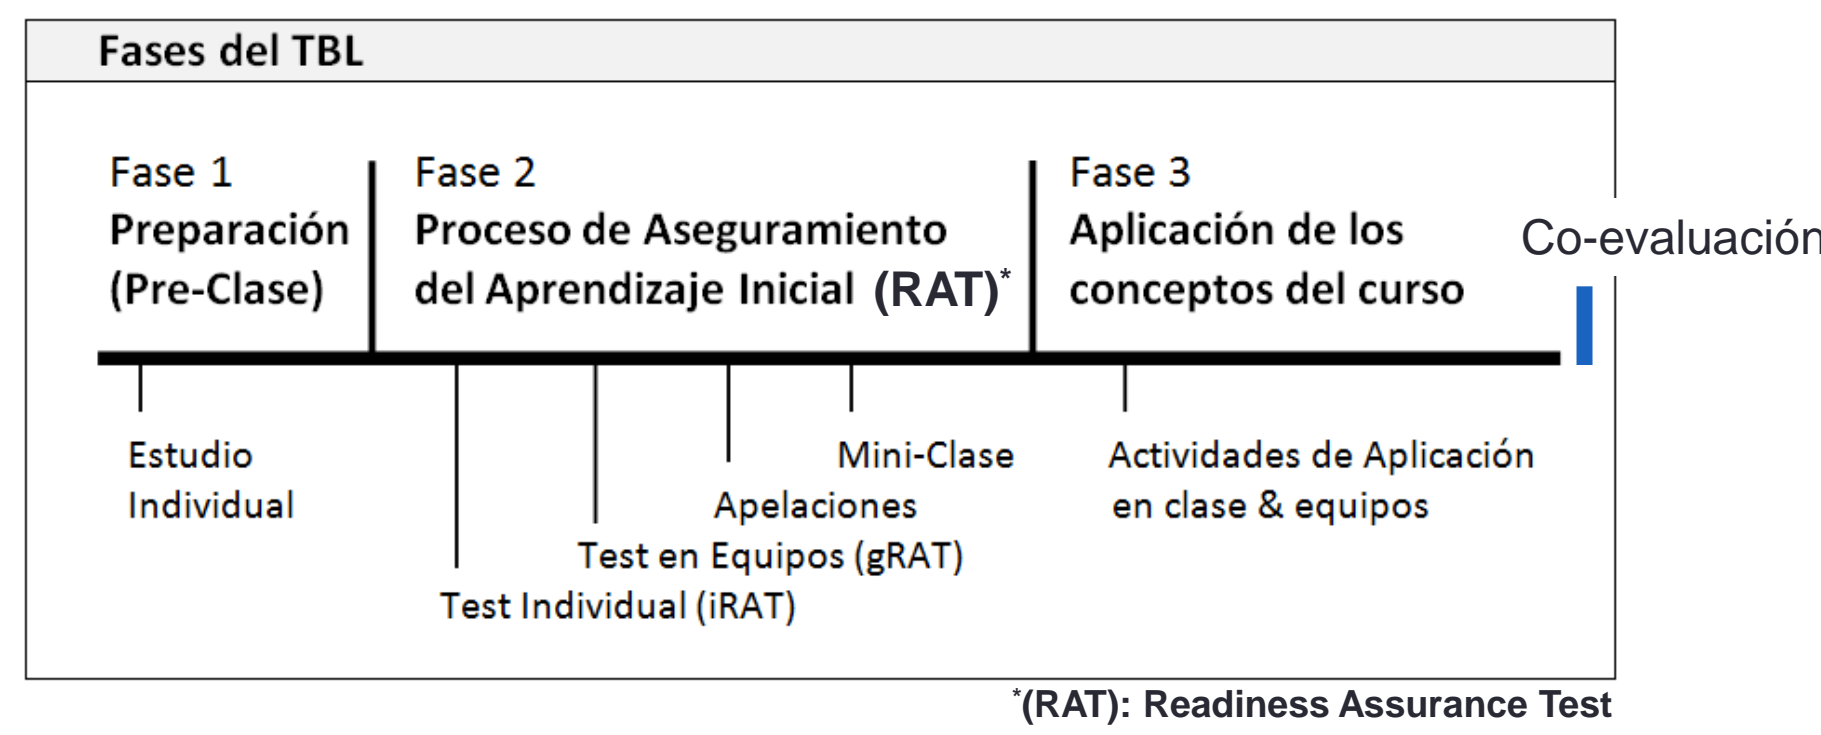 Fases del TBL
Fase 1
Preparación
(Pre-Clase)
Fase 2
Proceso de Aseguramiento
del Aprendizaje Inicial (RAT)*
Fase 3
Aplicación de los
conceptos del curso
Co-evaluación
Estudio
Individual
Mini-Clase
Apelaciones
Test en Equipos (gRAT)
Test Individual (iRAT)
Actividades de Aplicación
en clase & equipos
*(RAT): Readiness Assurance Test